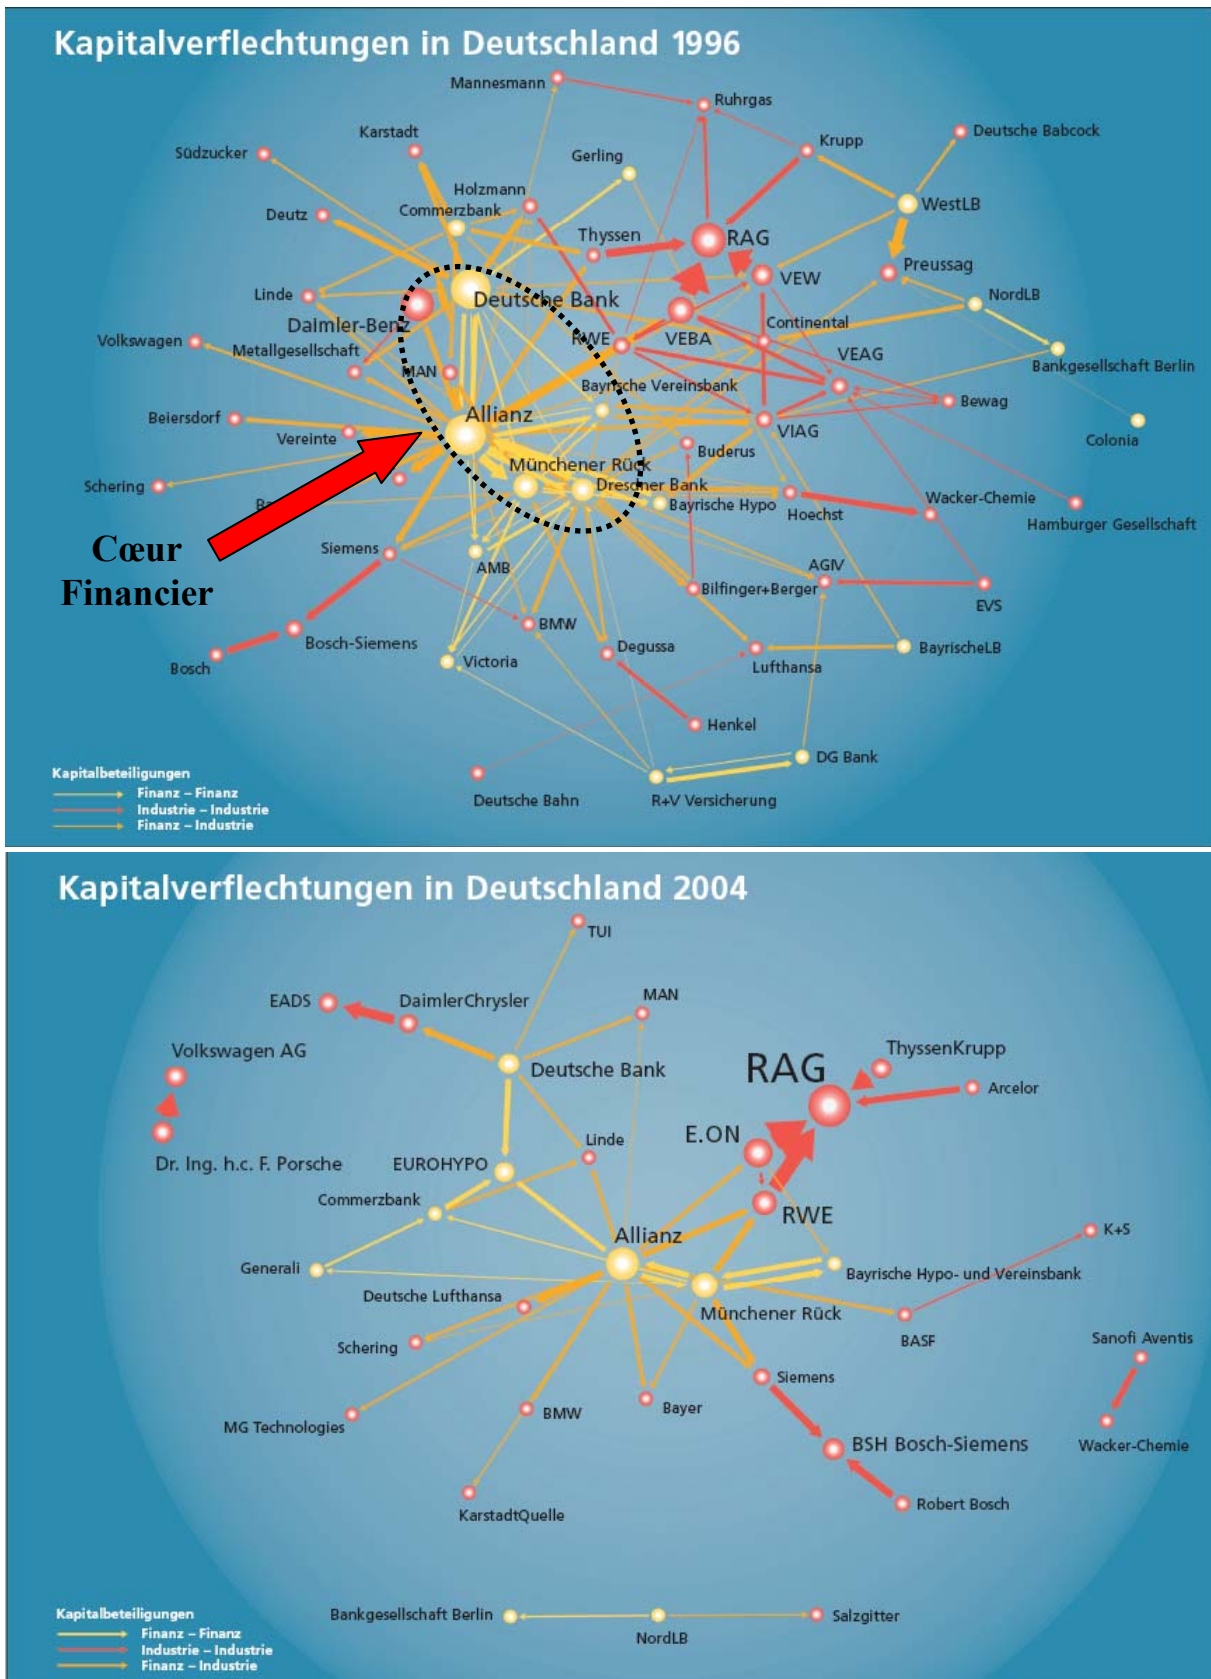 Kapitalverflechtungen in Deutschland 1996
Mannesmann
Ruhrgas
Karstadt
Krupp
Deutsche Babcock
Südzucker
Gerling
Holzmann
WestLB
Deutz
Commerzbank
Thyssen
RAG
Preussag
VEW
Linde
Deutsche Bank
NordLB
Daimler-Benz
Continental
Volkswagen
RWE
VEBA
Metallgesellschaft
VEAG
MAN
Bayrische Vereinsbank
Bankgesellschaft Berlin
Bewag
Beiersdorf
Allianz
Vereinte
VIAG
Colonia
Buderus
Münchener Rück
Schering
Dresdner Bank
Bayrische Hypo
Wacker-Chemie
Hoechst
Hamburger Gesellschaft
Cœur
Financier
Siemens
AMB
AGIV
Bilfinger+Berger
EVS
BMW
Bosch-Siemens
Degussa
BayrischeLB
Bosch
Victoria
Lufthansa
Henkel
DG Bank
Deutsche Bahn
R+V Versicherung
Kapitalbeteiligungen
Finanz – Finanz
Industrie – Industrie
Finanz – Industrie
Kapitalverflechtungen in Deutschland 2004
TUI
MAN
EADS
DaimlerChrysler
Volkswagen AG
ThyssenKrupp
Deutsche Bank
RAG
Arcelor
E.ON
Linde
Dr. Ing. h.c. F. Porsche
EUROHYPO
Commerzbank
RWE
K+S
Allianz
Generali
Bayrische Hypo- und Vereinsbank
Deutsche Lufthansa
Münchener Rück
Schering
BASF
Sanofi Aventis
Siemens
MG Technologies
BMW
Bayer
BSH Bosch-Siemens
Wacker-Chemie
KarstadtQuelle
Robert Bosch
Bankgesellschaft Berlin
Salzgitter
NordLB
Kapitalbeteiligungen
Finanz – Finanz
Industrie – Industrie
Finanz – Industrie